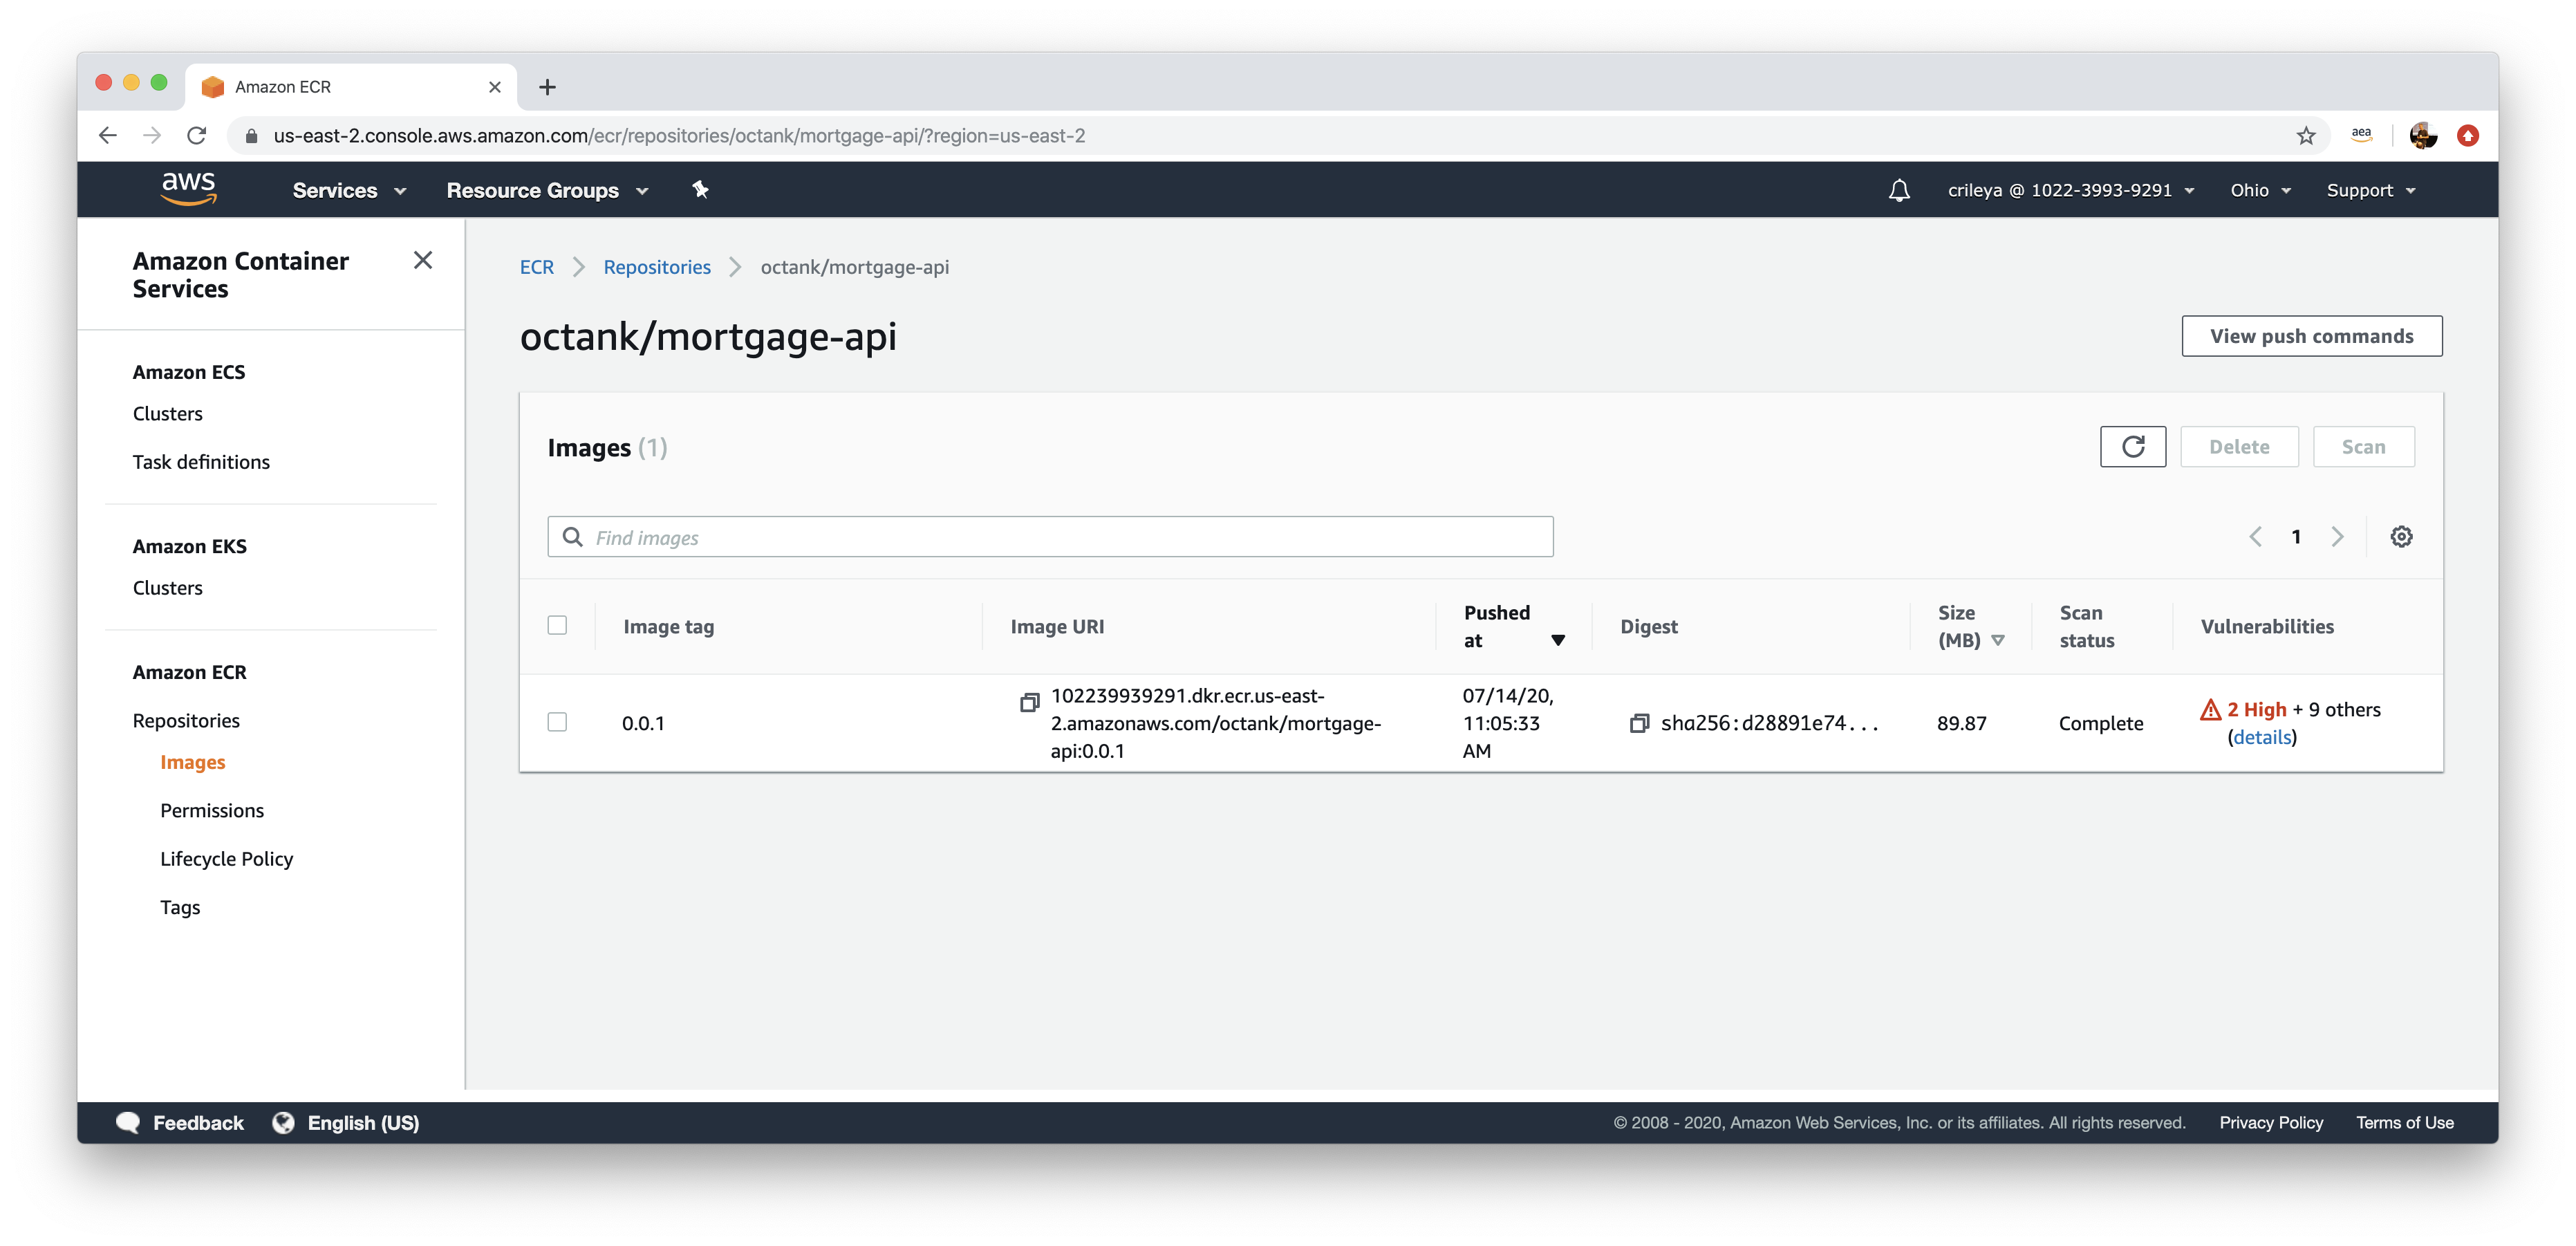 Amazon ECR
us-east-2.console.aws.amazon.com/ecr/repositories/octank/mortgage-api/?region=us-east-2
aea
aws
Services
Resource Groups
crileya @ 1022-3993-9291
Ohio
Support
Amazon Container
Services
Amazon ECS
Clusters
Task definitions
Amazon EKS
Clusters
Amazon ECR
Repositories
Images
Permissions
Lifecycle Policy
Tags
ECR
Repositories
octank/mortgage-api
octank/mortgage-api
View push commands
Images (1)
Delete
Scan
Find images
1
Image tag
Image URI
Pushed
at
Digest
Size
(MB)
Scan
status
Vulnerabilities
0.0.1
102239939291.dkr.ecr.us-east-
2.amazonaws.com/octank/mortgage-
api:0.0.1
07/14/20,
11:05:33
AM
sha256:d28891e74...
89.87
Complete
2 High + 9 others
(details)
Feedback
English (US)
© 2008 - 2020, Amazon Web Services, Inc. or its affiliates. All rights reserved.
Privacy Policy
Terms of Use